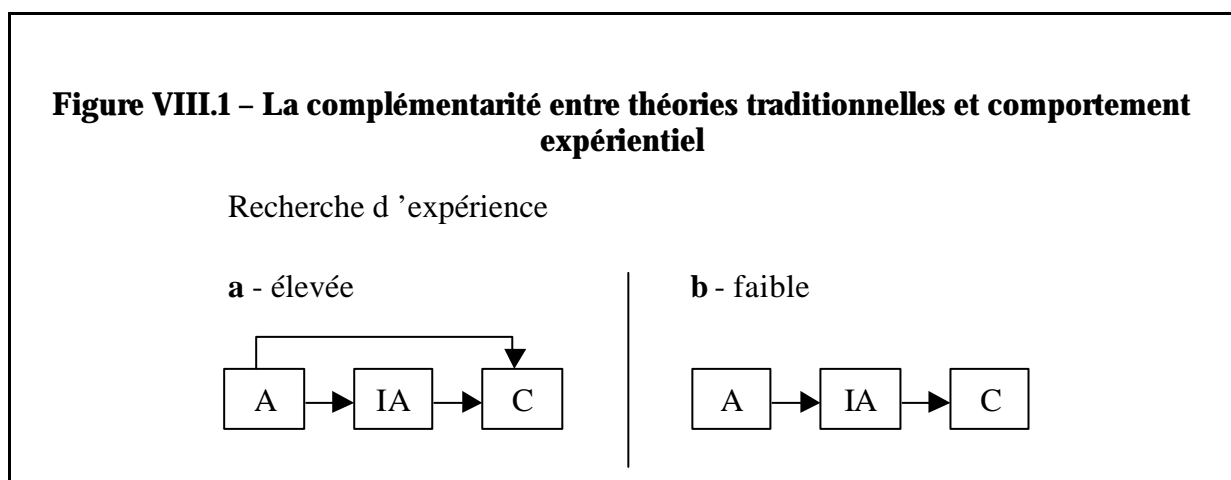 Figure VIII.1 – La complémentarité entre théories traditionnelles et comportement
expérientiel
Recherche d ’expérience
a - élevée
b - faible
A IA C
A IA C